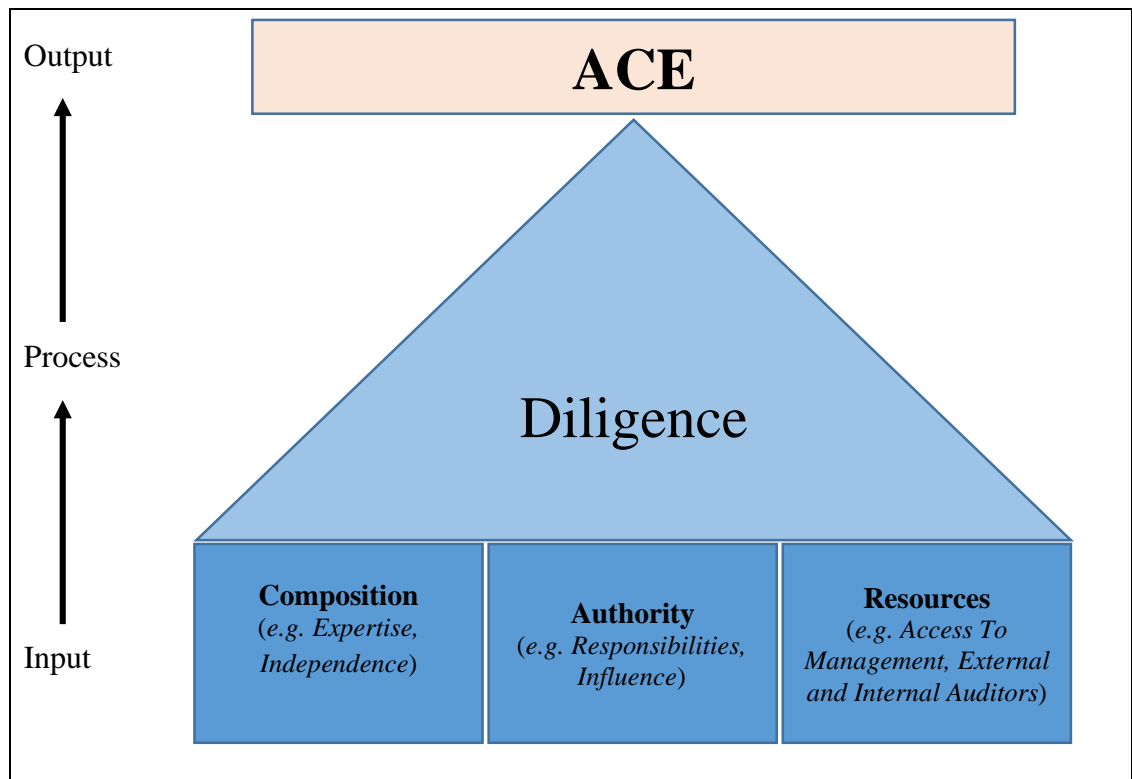 Output
ACE
Process
Diligence
Input
Composition
(e.g. Expertise,
Independence)
Authority
(e.g. Responsibilities,
Influence)
Resources
(e.g. Access To
Management, External
and Internal Auditors)